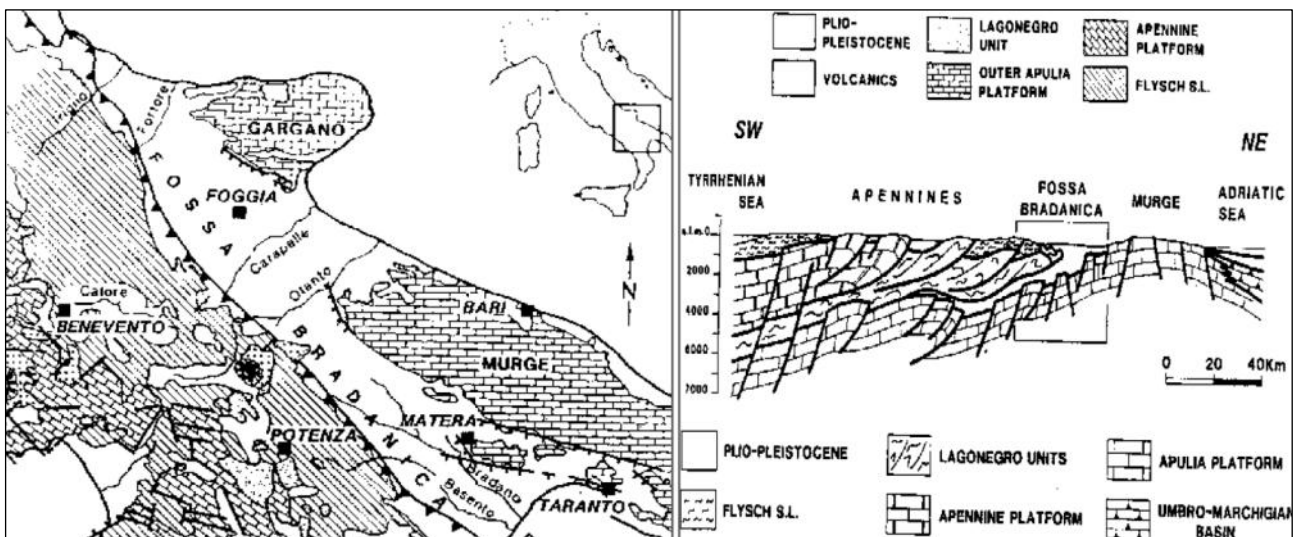 GARGANO
Fortore
FOSSA
FOGGIA
Carapelle
Ofanto
Calore
BENEVENTO
BARI
BRADANICA
MURGE
MATERA
POTENZA
Bradano
Basento
TARANTO
N
PLIO-
PLEISTOCENE
LAGONEGRO
UNIT
APENNINE
PLATFORM
VOLCANICS
OUTER APULIA
PLATFORM
FLYSCH S.L.
SW
NE
TYRRHENIAN
SEA
APENNINES
FOSSA
BRADANICA
MURGE
ADRIATIC
SEA
2000
4000
6000
7000
0 20 40Km
PLIO-PLEISTOCENE
LAGONEGRO UNITS
APULIA PLATFORM
FLYSCH S.L.
APENNINE PLATFORM
UMBRO-MARCHIGIAN
BASIN